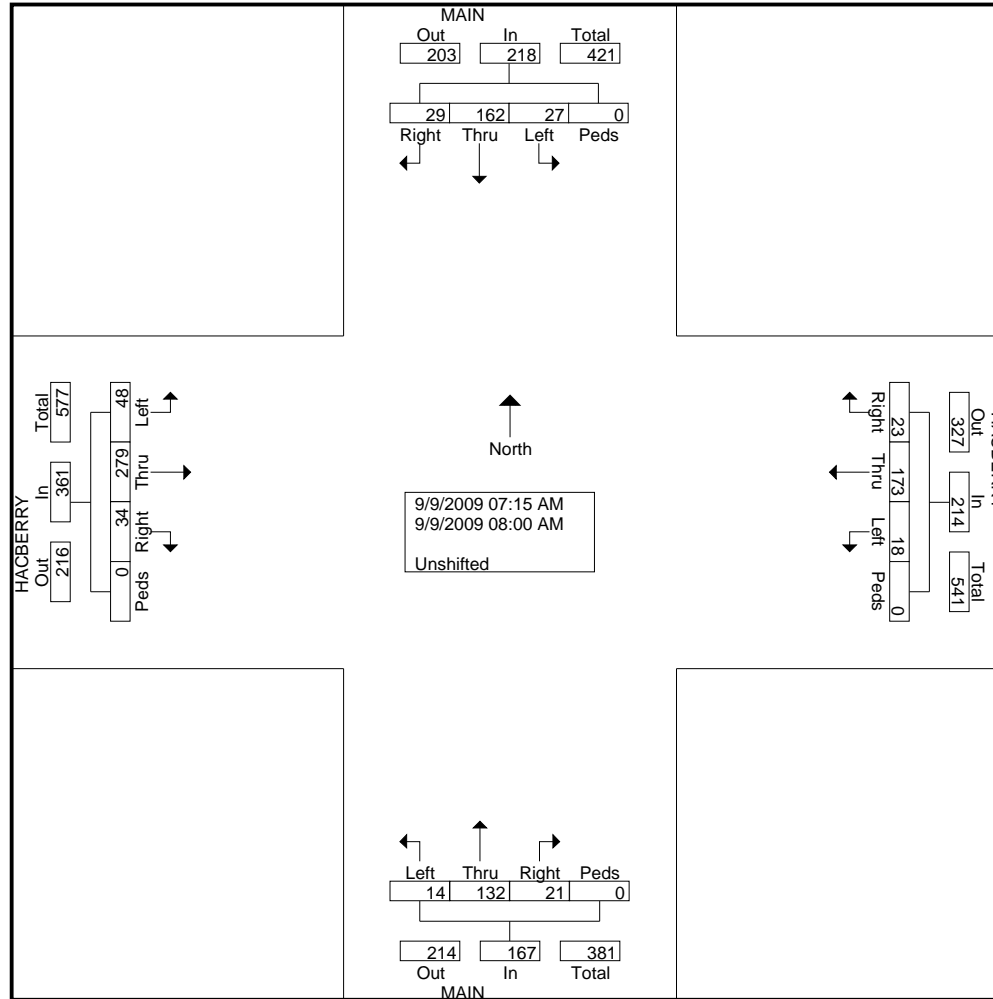 MAIN
Out In Total
203 218 421
29 162 27 0
Right Thru Left Peds
HACBERRY
Total In Out
577 361 216
48 279 34 0
Left Thru Right Peds
North
9/9/2009 07:15 AM
9/9/2009 08:00 AM
Unshifted
Right Thru Left Peds
23 173 18 0
327 214 541
Out In Total
Left Thru Right Peds
14 132 21 0
214 167 381
Out In Total
MAIN